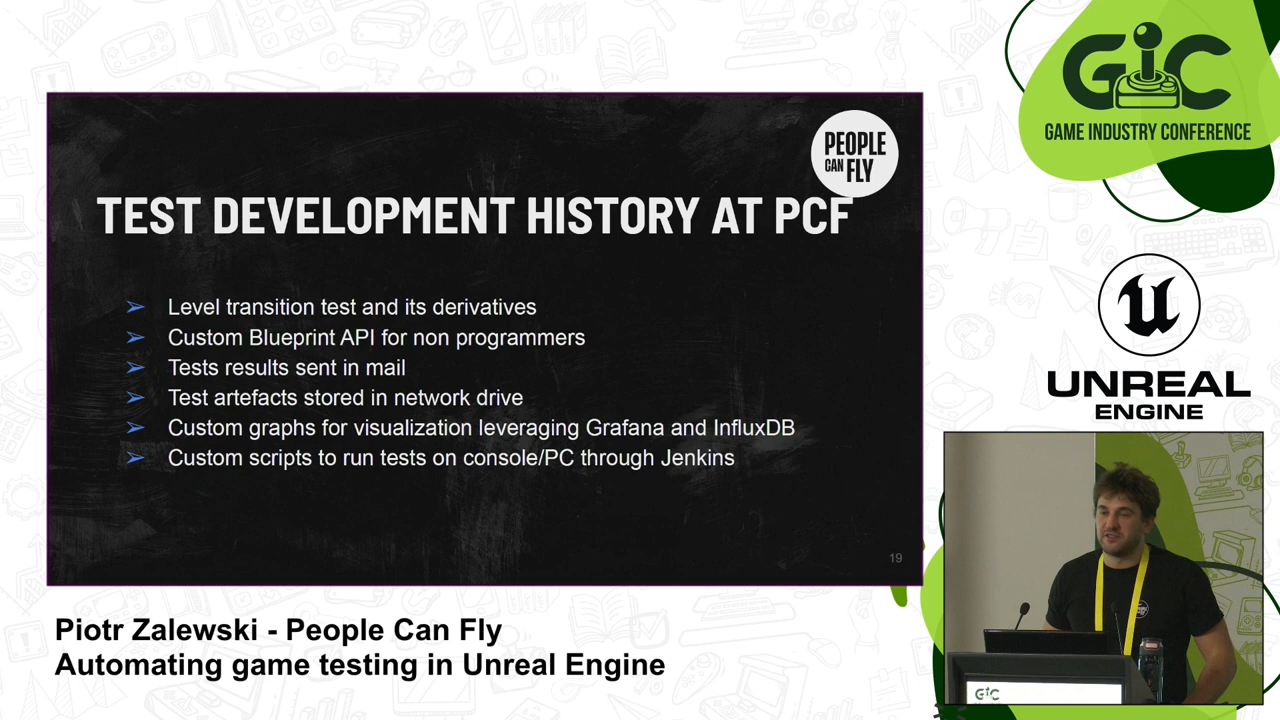 GIC
GAME INDUSTRY CONFERENCE
PEOPLE
CAN FLY
TEST DEVELOPMENT HISTORY AT PCF
➢ Level transition test and its derivatives
➢ Custom Blueprint API for non programmers
➢ Tests results sent in mail
➢ Test artefacts stored in network drive
➢ Custom graphs for visualization leveraging Grafana and InfluxDB
➢ Custom scripts to run tests on console/PC through Jenkins
19
UNREAL
ENGINE
GIC
Piotr Zalewski - People Can Fly
Automating game testing in Unreal Engine